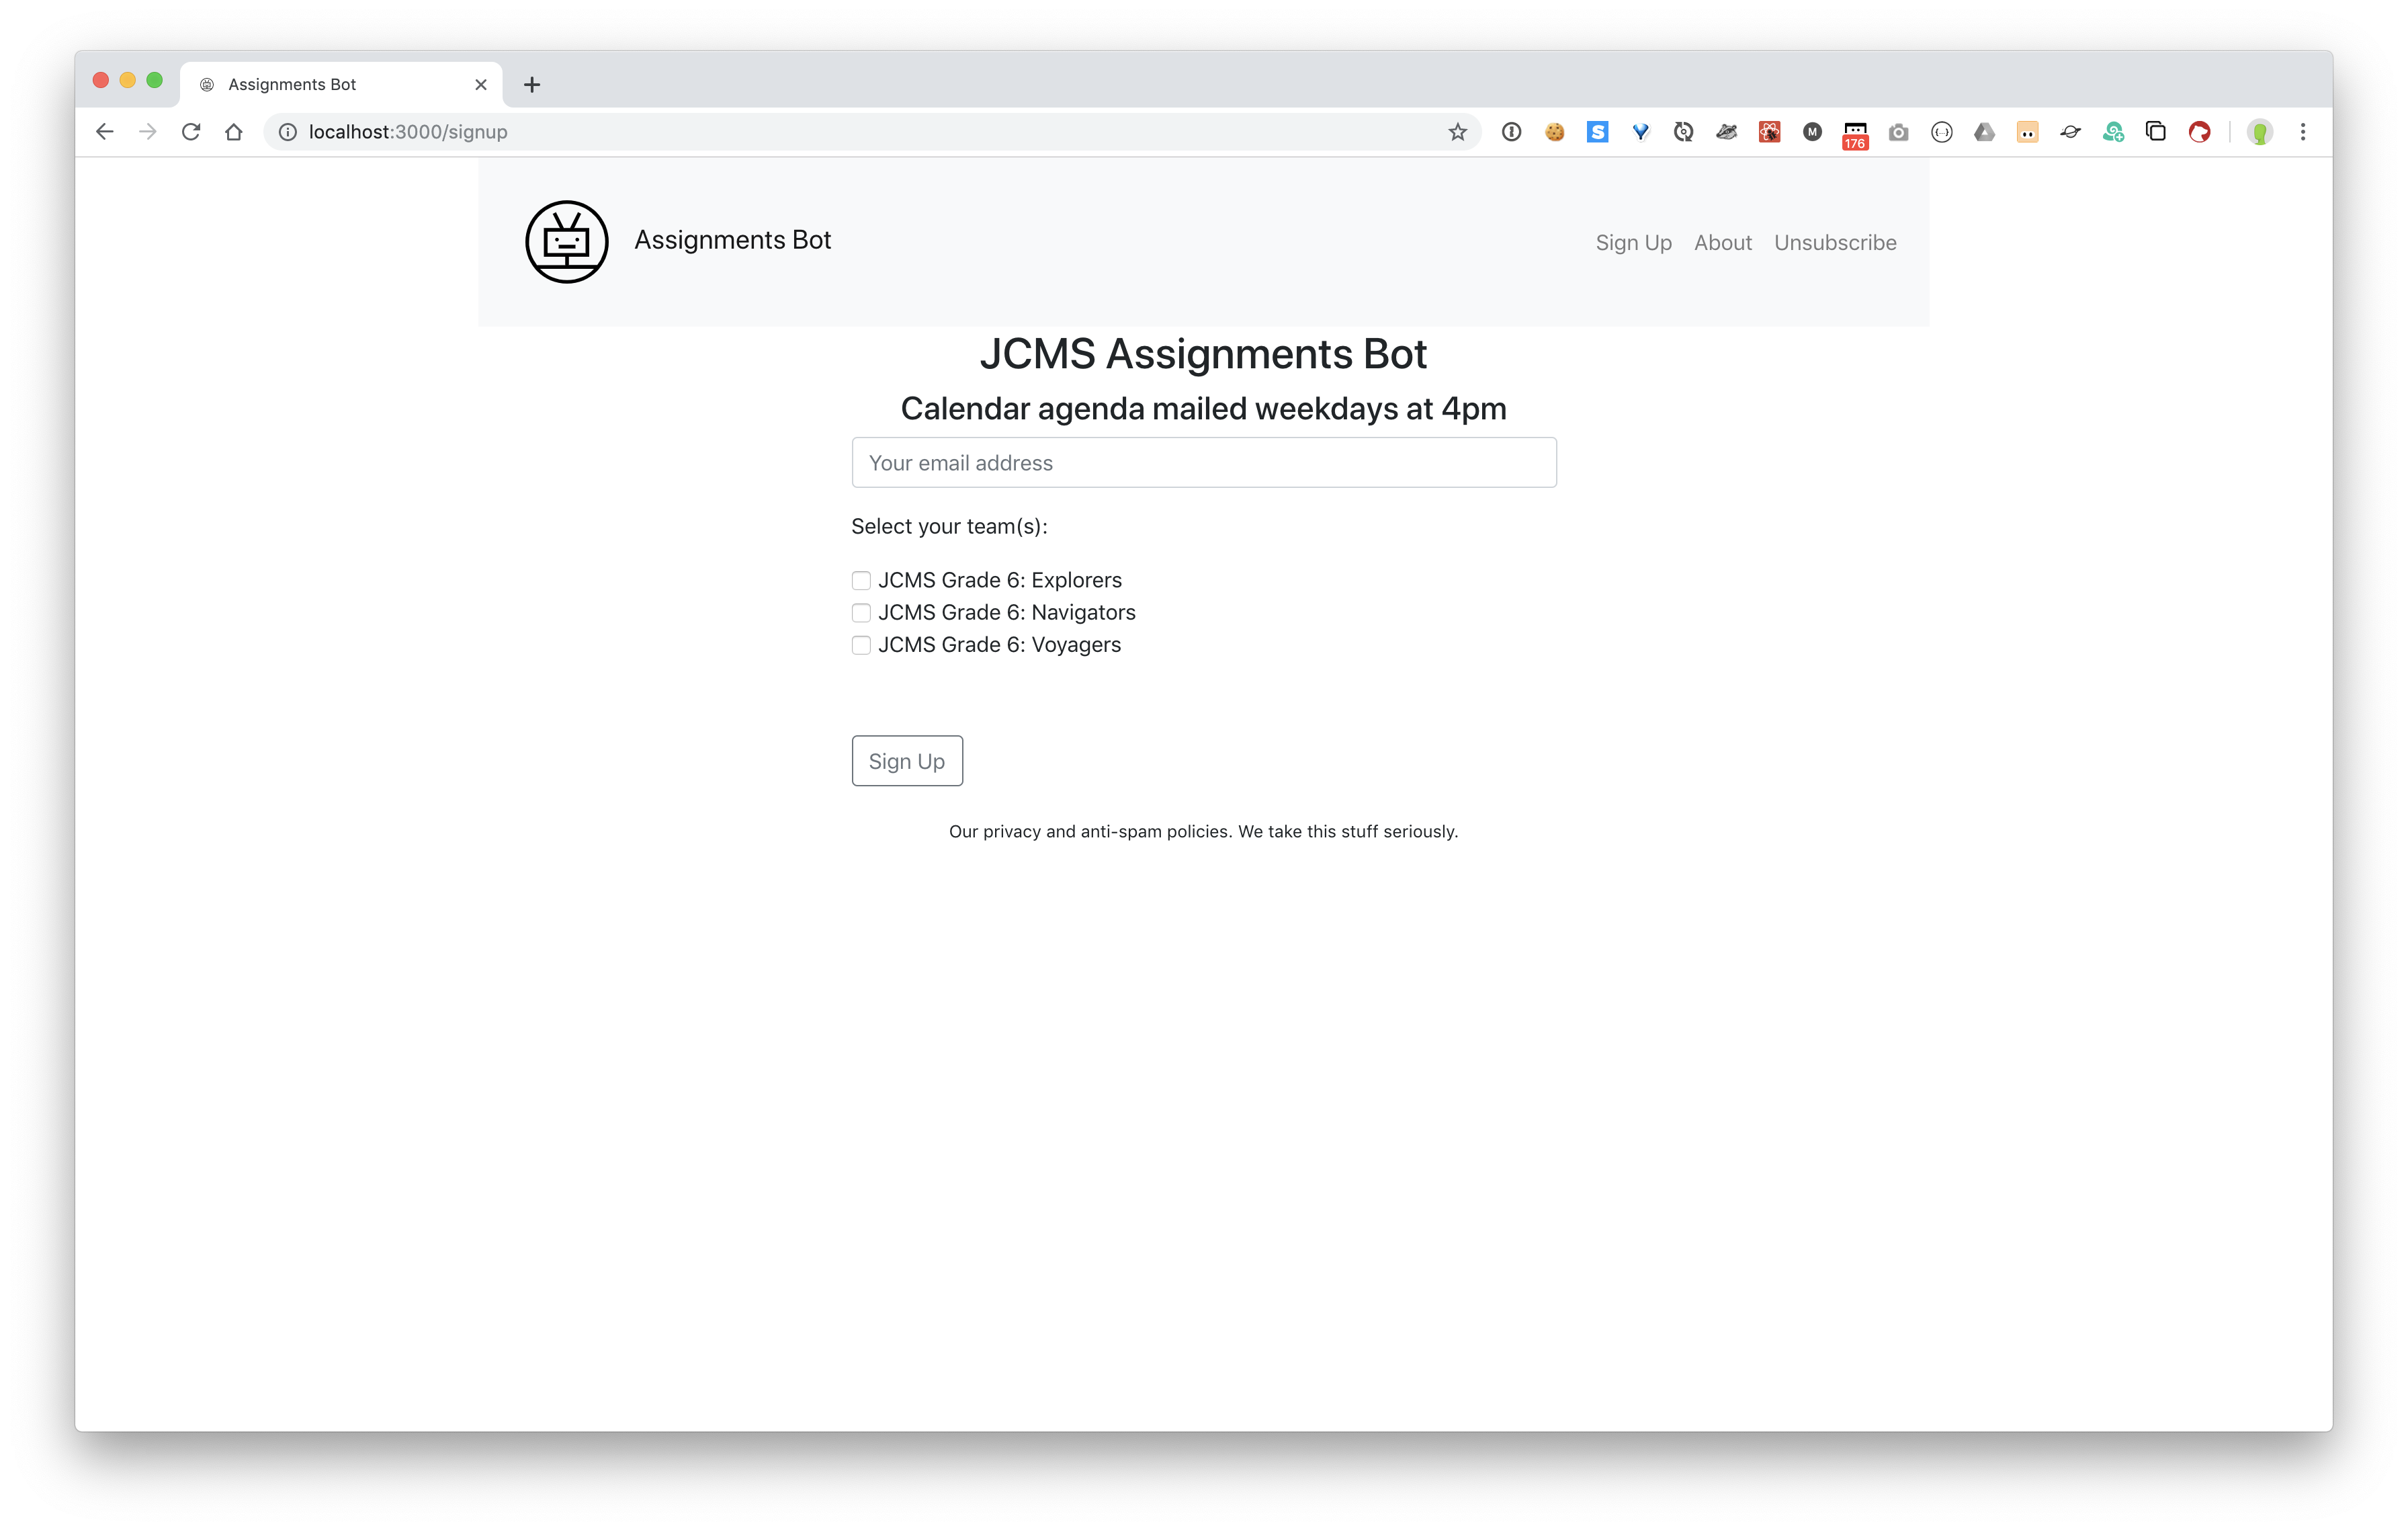 Assignments Bot
localhost:3000/signup
S
M
176
Assignments Bot
Sign Up About Unsubscribe
JCMS Assignments Bot
Calendar agenda mailed weekdays at 4pm
Your email address
Select your team(s):
JCMS Grade 6: Explorers
JCMS Grade 6: Navigators
JCMS Grade 6: Voyagers
Sign Up
Our privacy and anti-spam policies. We take this stuff seriously.